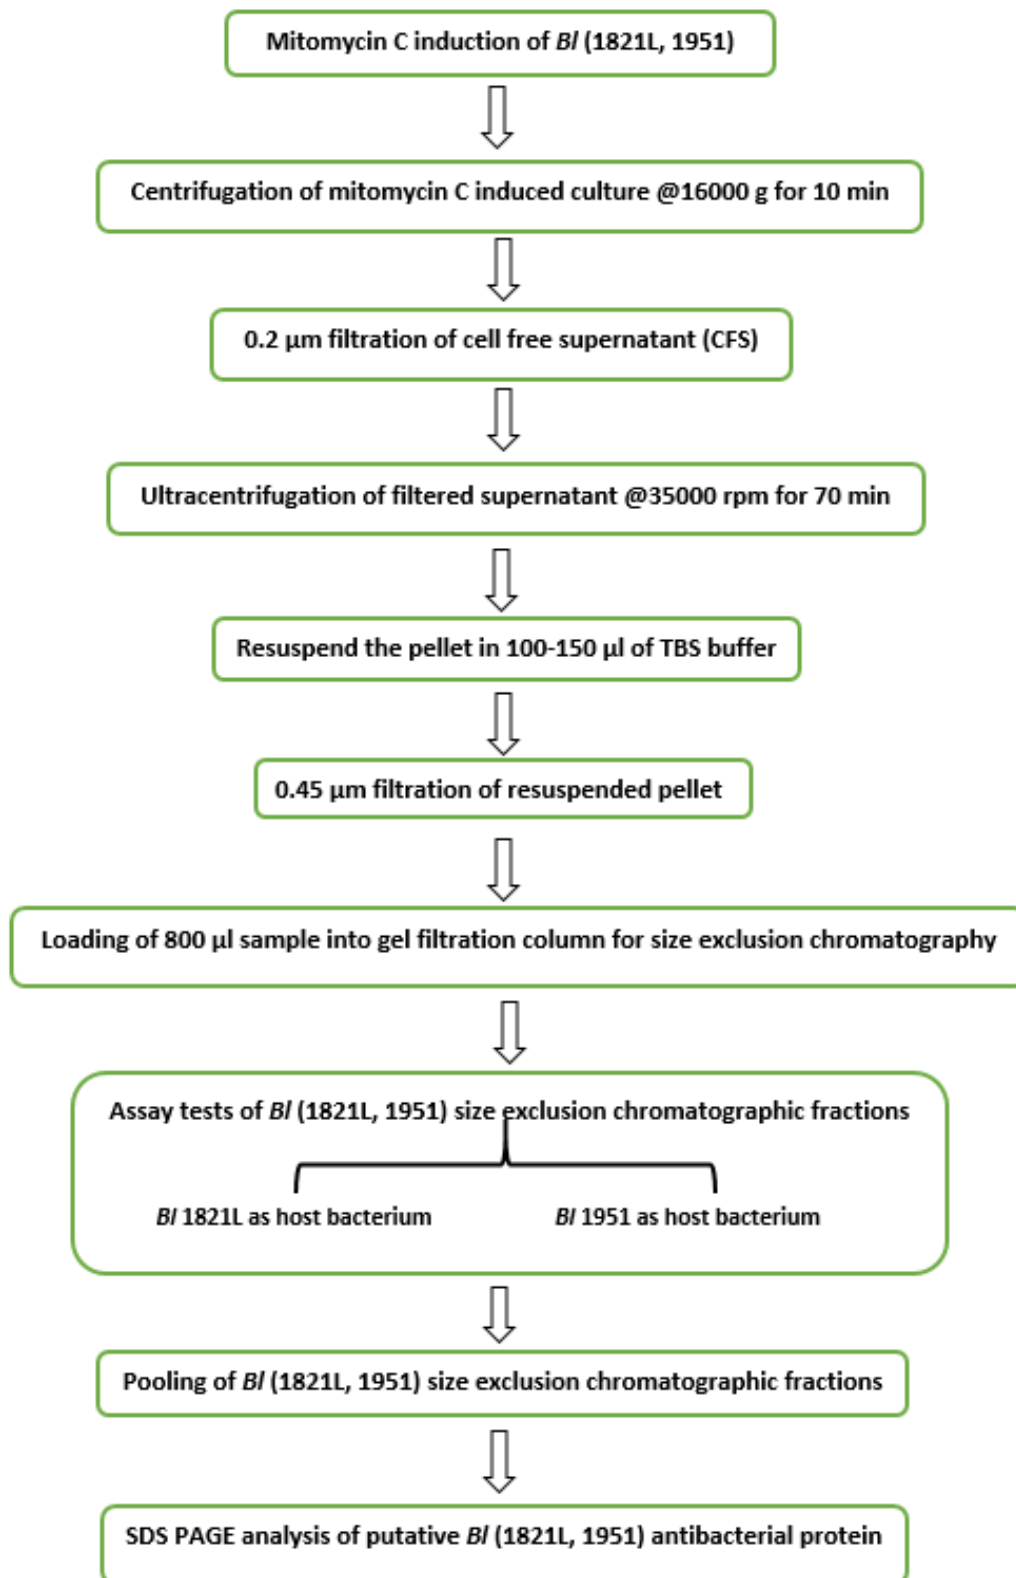 Mitomycin C induction of Bl (1821L, 1951)
Centrifugation of mitomycin C induced culture @16000 g for 10 min
0.2 µm filtration of cell free supernatant (CFS)
Ultracentrifugation of filtered supernatant @35000 rpm for 70 min
Resuspend the pellet in 100-150 µl of TBS buffer
0.45 µm filtration of resuspended pellet
Loading of 800 µl sample into gel filtration column for size exclusion chromatography
Assay tests of Bl (1821L, 1951) size exclusion chromatographic fractions
Bl 1821L as host bacterium
Bl 1951 as host bacterium
Pooling of Bl (1821L, 1951) size exclusion chromatographic fractions
SDS PAGE analysis of putative Bl (1821L, 1951) antibacterial protein